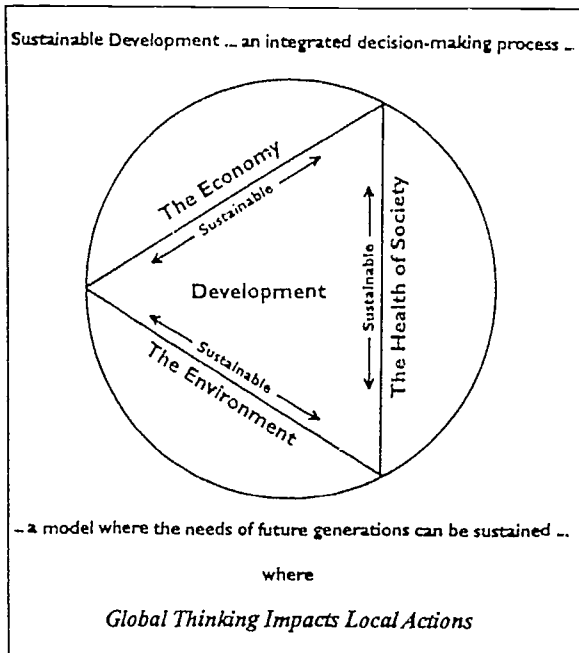 Sustainable Development ... an integrated decision-making process ...
The Economy
Sustainable
Development
Sustainable
The Health of Society
Sustainable
The Environment
... a model where the needs of future generations can be sustained ...
where
Global Thinking Impacts Local Actions